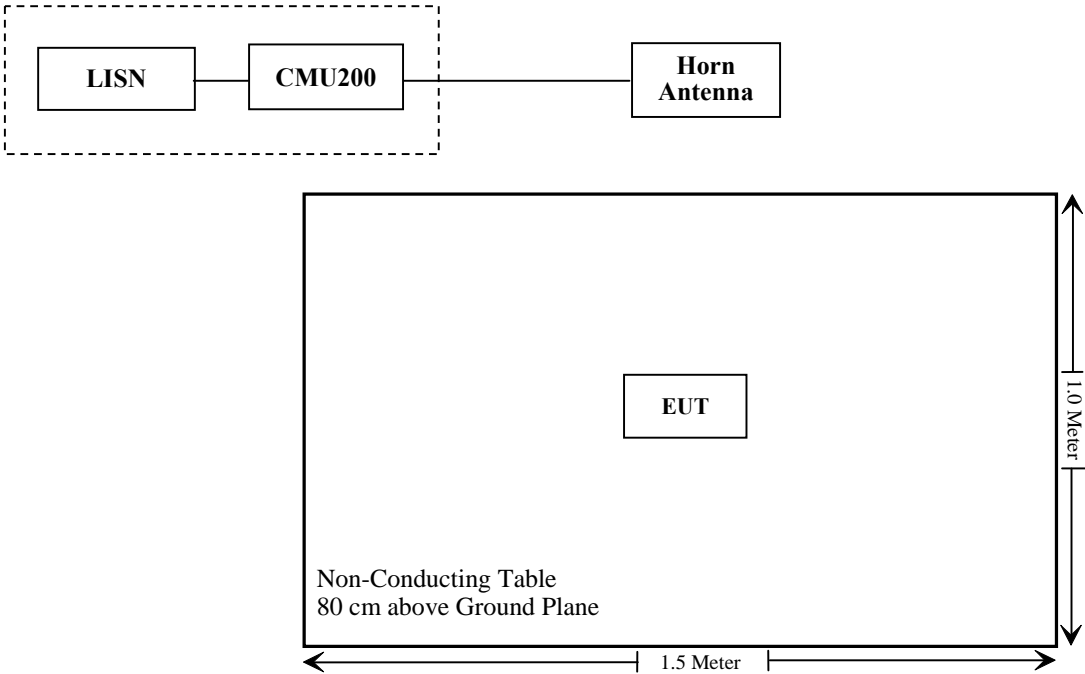 LISN
CMU200
Horn
Antenna
EUT
1.0 Meter
Non-Conducting Table
80 cm above Ground Plane
1.5 Meter